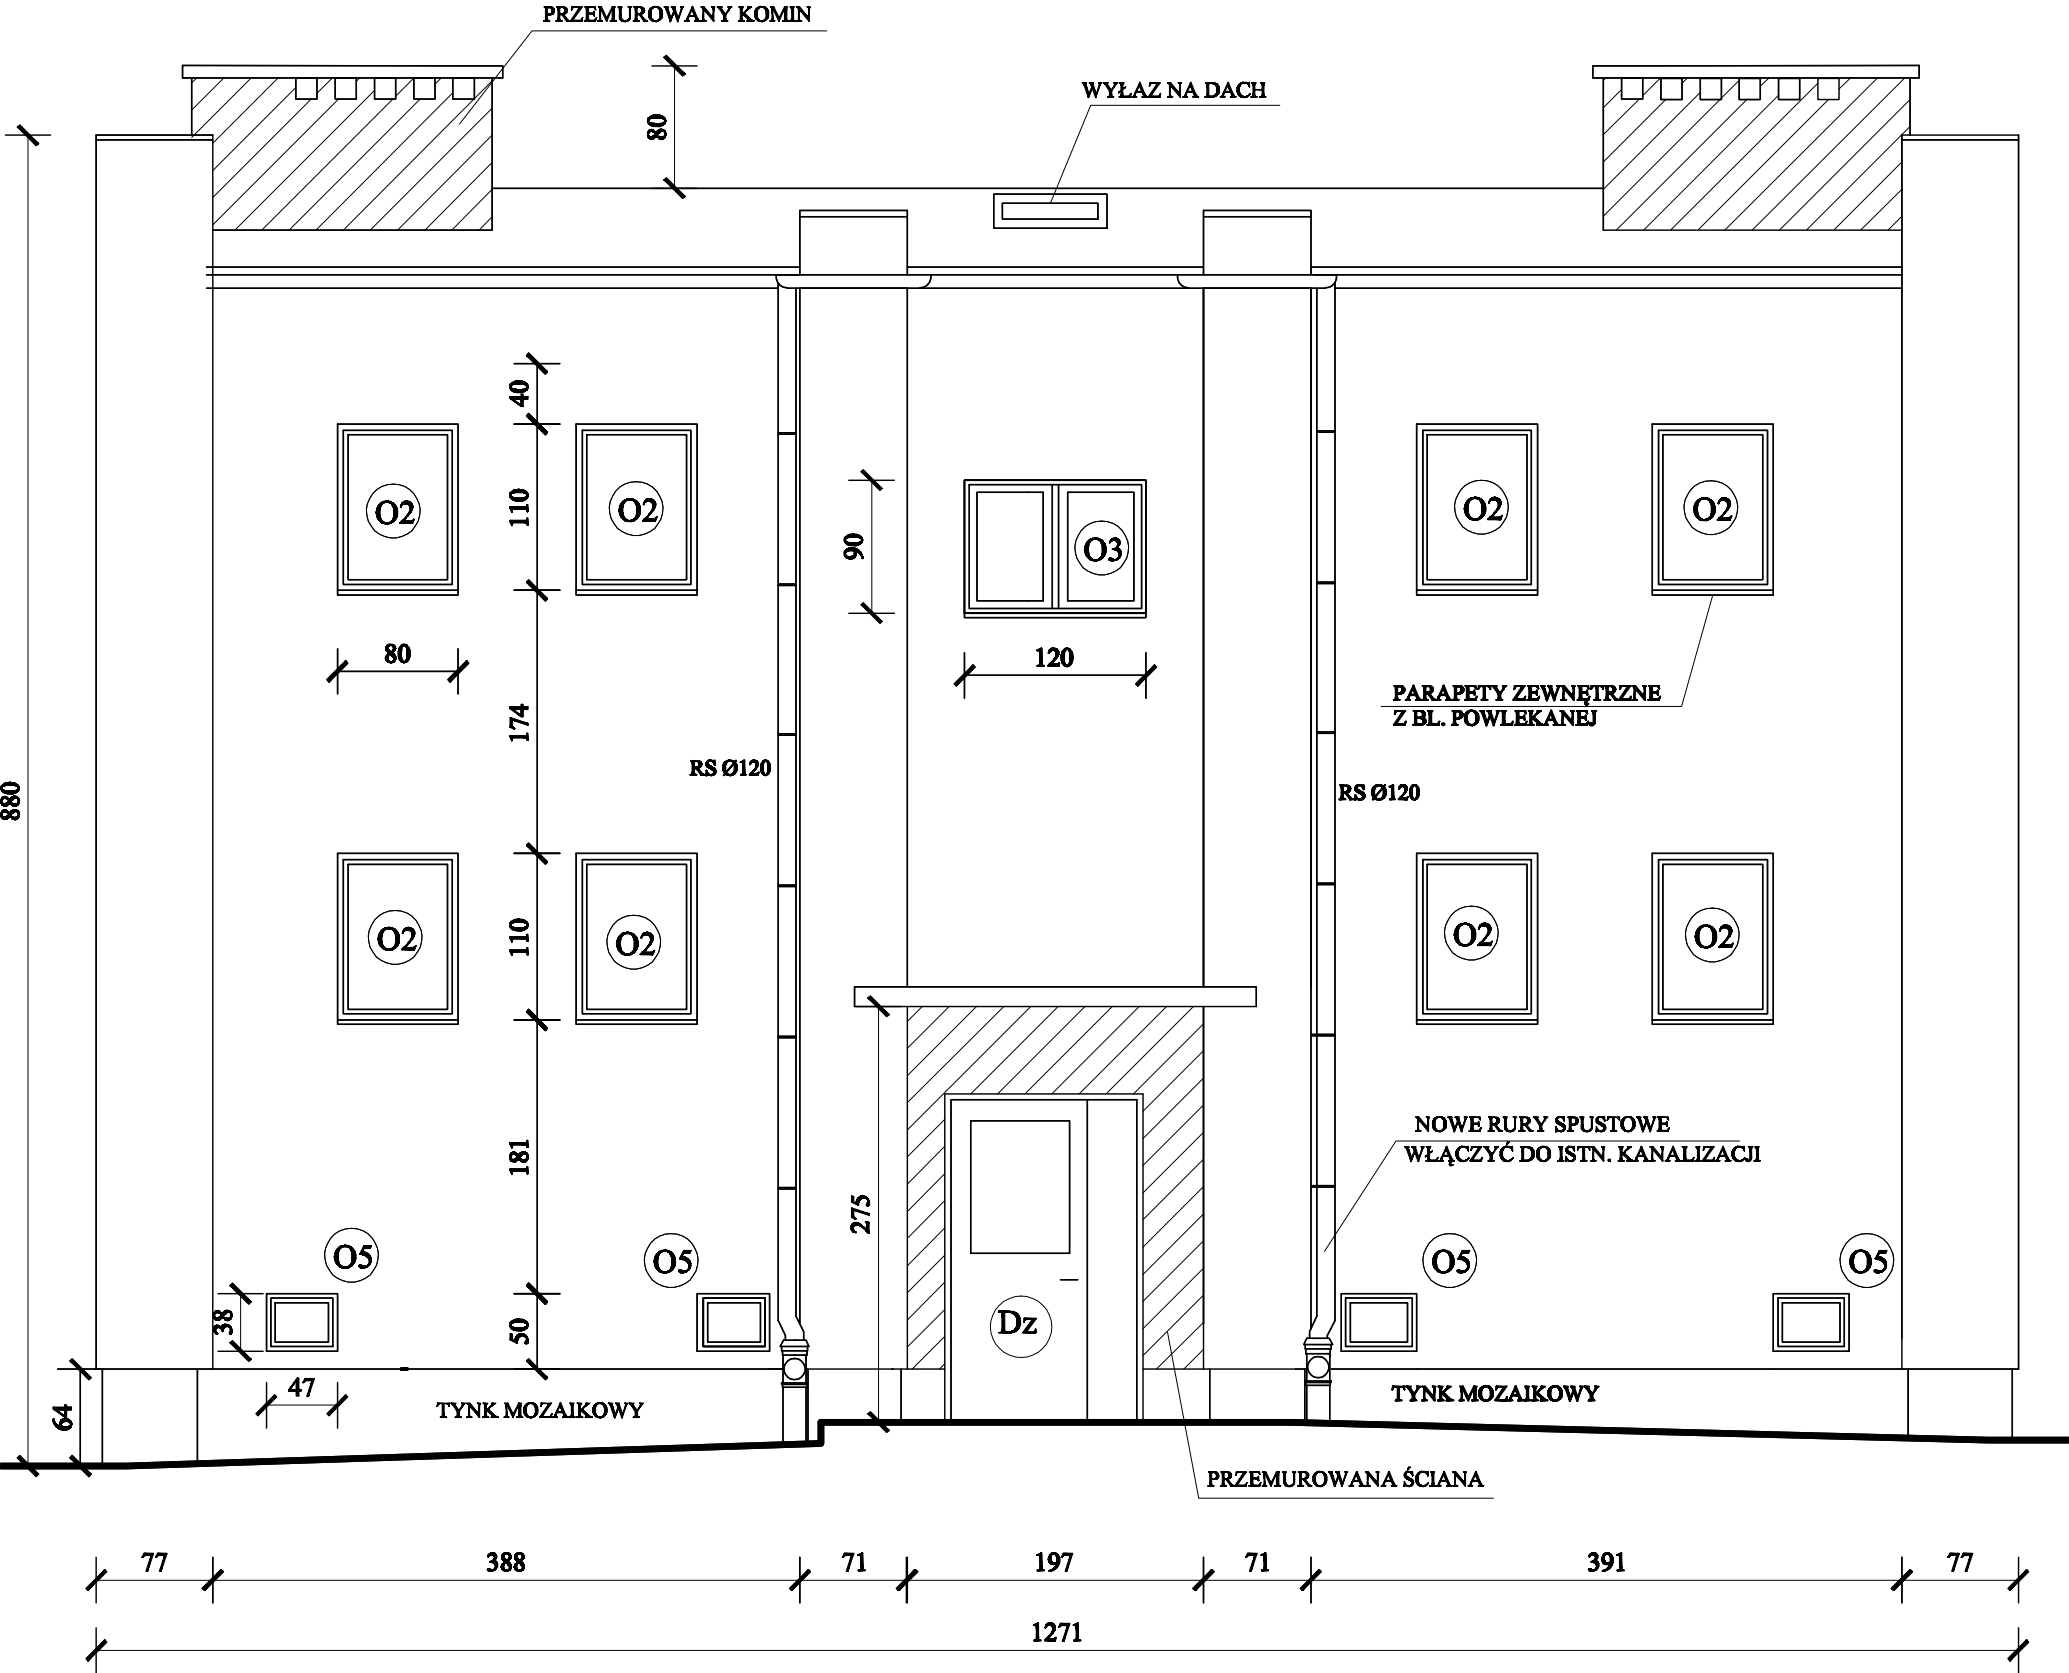 PRZEMUROWANY KOMIN
WYŁAZ NA DACH
80
40
110
O2
O2
O2
O2
90
O3
80
120
174
PARAPETY ZEWNĘTRZNE
Z BL. POWLEKANEJ
RS Ø120
RS Ø120
880
110
O2
O2
O2
O2
181
NOWE RURY SPUSTOWE
WŁĄCZYĆ DO ISTN. KANALIZACJI
275
O5
O5
O5
O5
38
50
Dz
47
64
TYNK MOZAIKOWY
TYNK MOZAIKOWY
PRZEMUROWANA ŚCIANA
77
388
71
197
71
391
77
1271